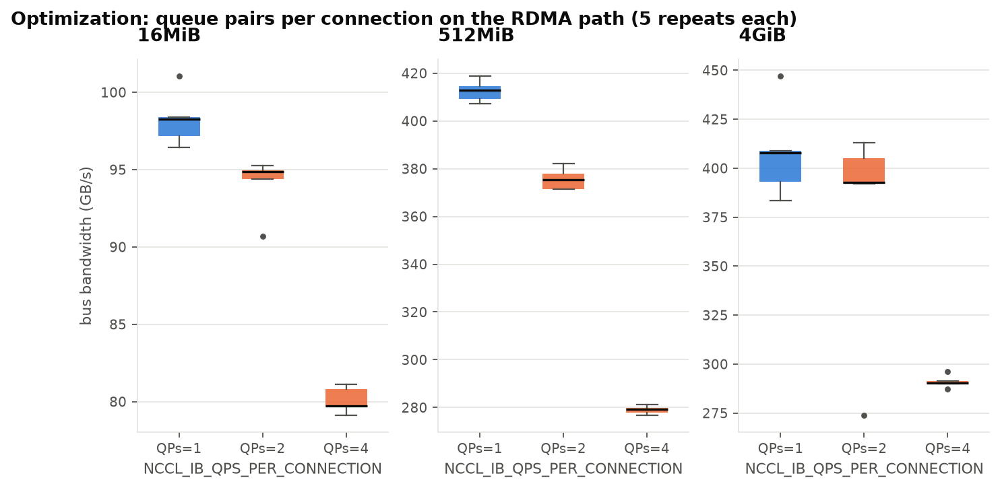 Optimization: queue pairs per connection on the RDMA path (5 repeats each)
16MiB
512MiB
4GiB
bus bandwidth (GB/s)
100
95
90
85
80
420
400
380
360
340
320
300
280
450
425
400
375
350
325
300
275
QPs=1
QPs=2
QPs=4
QPs=1
QPs=2
QPs=4
QPs=1
QPs=2
QPs=4
NCCL_IB_QPS_PER_CONNECTION
NCCL_IB_QPS_PER_CONNECTION
NCCL_IB_QPS_PER_CONNECTION